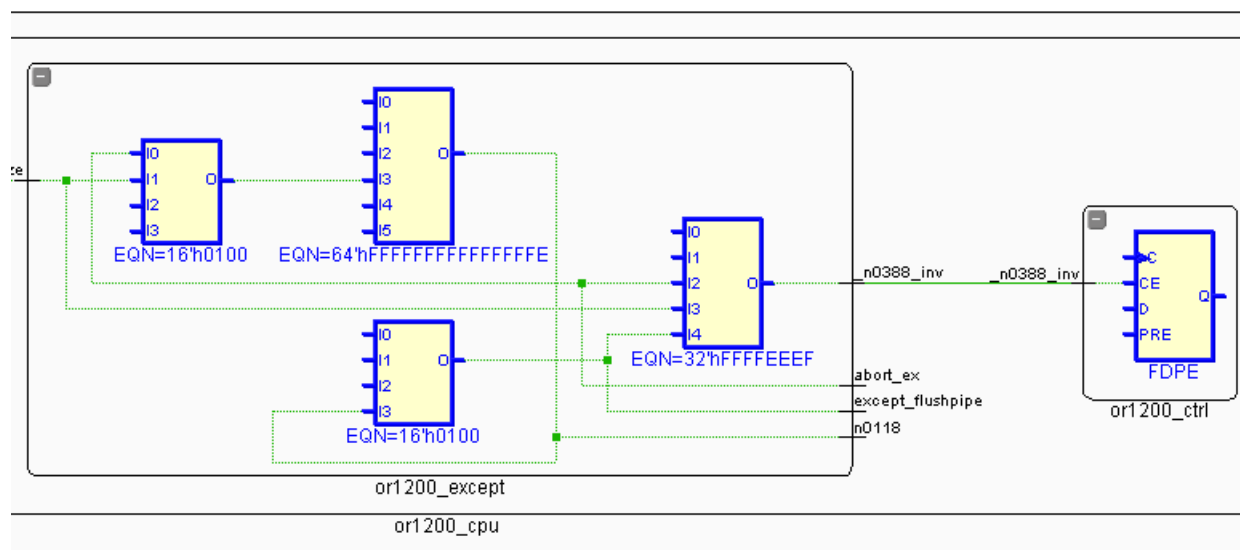 ze
I0
I1
I2
I3
O
EQN=16'h0100
I0
I1
I2
I3
I4
I5
O
EQN=64'hFFFFFFFFFFFFFFFE
I0
I1
I2
I3
O
EQN=16'h0100
I0
I1
I2
I3
I4
O
EQN=32'hFFFFEEEF
_n0388_inv
_n0388_inv
abort_ex
except_flushpipe
n0118
C
CE
D
PRE
Q
FDPE
or1200_ctrl
or1200_except
or1200_cpu